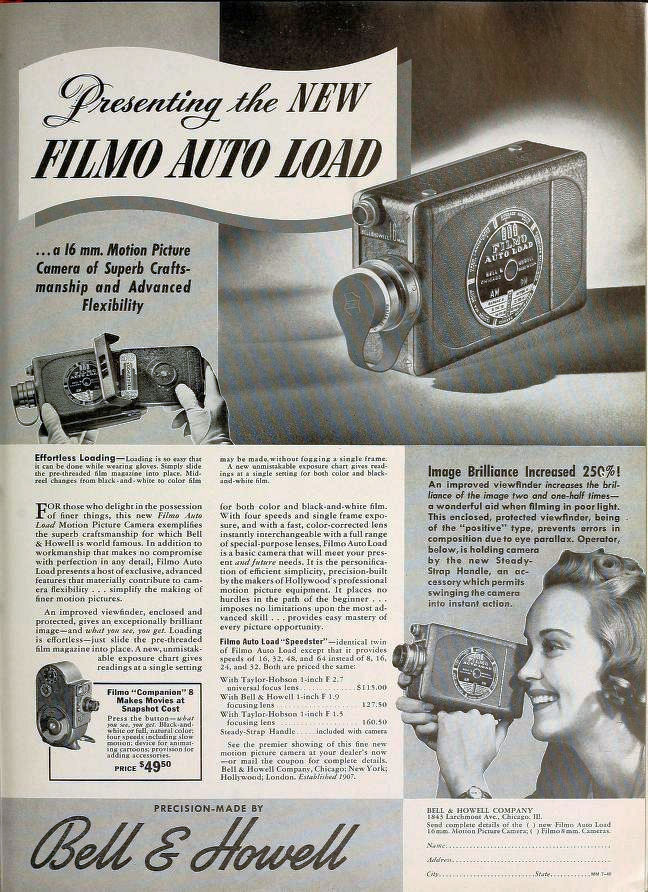 Presenting the NEW
FILMO AUTO LOAD
...a 16 mm. Motion Picture
Camera of Superb Crafts-
manship and Advanced
Flexibility
FILMO
AUTO LOAD
BELL & HOWELL
CHICAGO
Effortless Loading—Loading is so easy that
it can be done while wearing gloves. Simply slide
the pre-threaded film magazine into place. Mid-
reel changes from black-and-white to color film
may be made without fogging a single frame.
A new unmistakable exposure chart gives read-
ings at a single setting for both color and black-
and-white film.
FOR those who delight in the possession
of finer things, this new Filmo Auto
Load Motion Picture Camera exemplifies
the superb craftsmanship for which Bell
& Howell is world famous. In addition to
workmanship that makes no compromise
with perfection in any detail, Filmo Auto
Load presents a host of exclusive, advanced
features that materially contribute to cam-
era flexibility . . . simplify the making of
finer motion pictures.
An improved viewfinder, enclosed and
protected, gives an exceptionally brilliant
image—and what you see, you get. Loading
is effortless—just slide the pre-threaded
film magazine into place. A new, unmistak-
able exposure chart gives
readings at a single setting
for both color and black-and-white film.
With four speeds and single frame expo-
sure, and with a fast, color-corrected lens
instantly interchangeable with a full range
of special-purpose lenses, Filmo Auto Load
is a basic camera that will meet your pres-
ent and future needs. It is the personifica-
tion of efficient simplicity, precision-built
by the makers of Hollywood's professional
motion picture equipment. It places no
hurdles in the path of the beginner . . .
imposes no limitations upon the most ad-
vanced skill . . . provides easy mastery of
every picture opportunity.
Filmo Auto Load "Speedster"—identical twin
of Filmo Auto Load except that it provides
speeds of 16, 32, 48, and 64 instead of 8, 16,
24, and 32. Both are priced the same:
With Taylor-Hobson 1-inch F 2.7
universal focus lens..................$115.00
With Bell & Howell 1-inch F 1.9
focusing lens........................ 127.50
With Taylor-Hobson 1-inch F 1.5
focusing lens........................ 160.50
Steady-Strap Handle......included with camera
See the premier showing of this fine new
motion picture camera at your dealer's now
—or mail the coupon for complete details.
Bell & Howell Company, Chicago; New York;
Hollywood; London. Established 1907.
Filmo "Companion" 8
Makes Movies at
Snapshot Cost
Press the button—what
you see, you get. Black-and-
white or full, natural color;
four speeds including slow
motion; device for animat-
ing cartoons; provision for
adding accessories.
PRICE $49.50
Image Brilliance Increased 250%!
An improved viewfinder increases the bril-
liance of the image two and one-half times—
a wonderful aid when filming in poor light.
This enclosed, protected viewfinder, being
of the "positive" type, prevents errors in
composition due to eye parallax. Operator,
below, is holding camera
by the new Steady-
Strap Handle, an ac-
cessory which permits
swinging the camera
into instant action.
PRECISION-MADE BY
Bell & Howell
BELL & HOWELL COMPANY
1843 Larchmont Ave., Chicago, Ill.
Send complete details of the ( ) new Filmo Auto Load
16 mm. Motion Picture Camera; ( ) Filmo 8 mm. Cameras.
Name
Address
City State MM 7-40